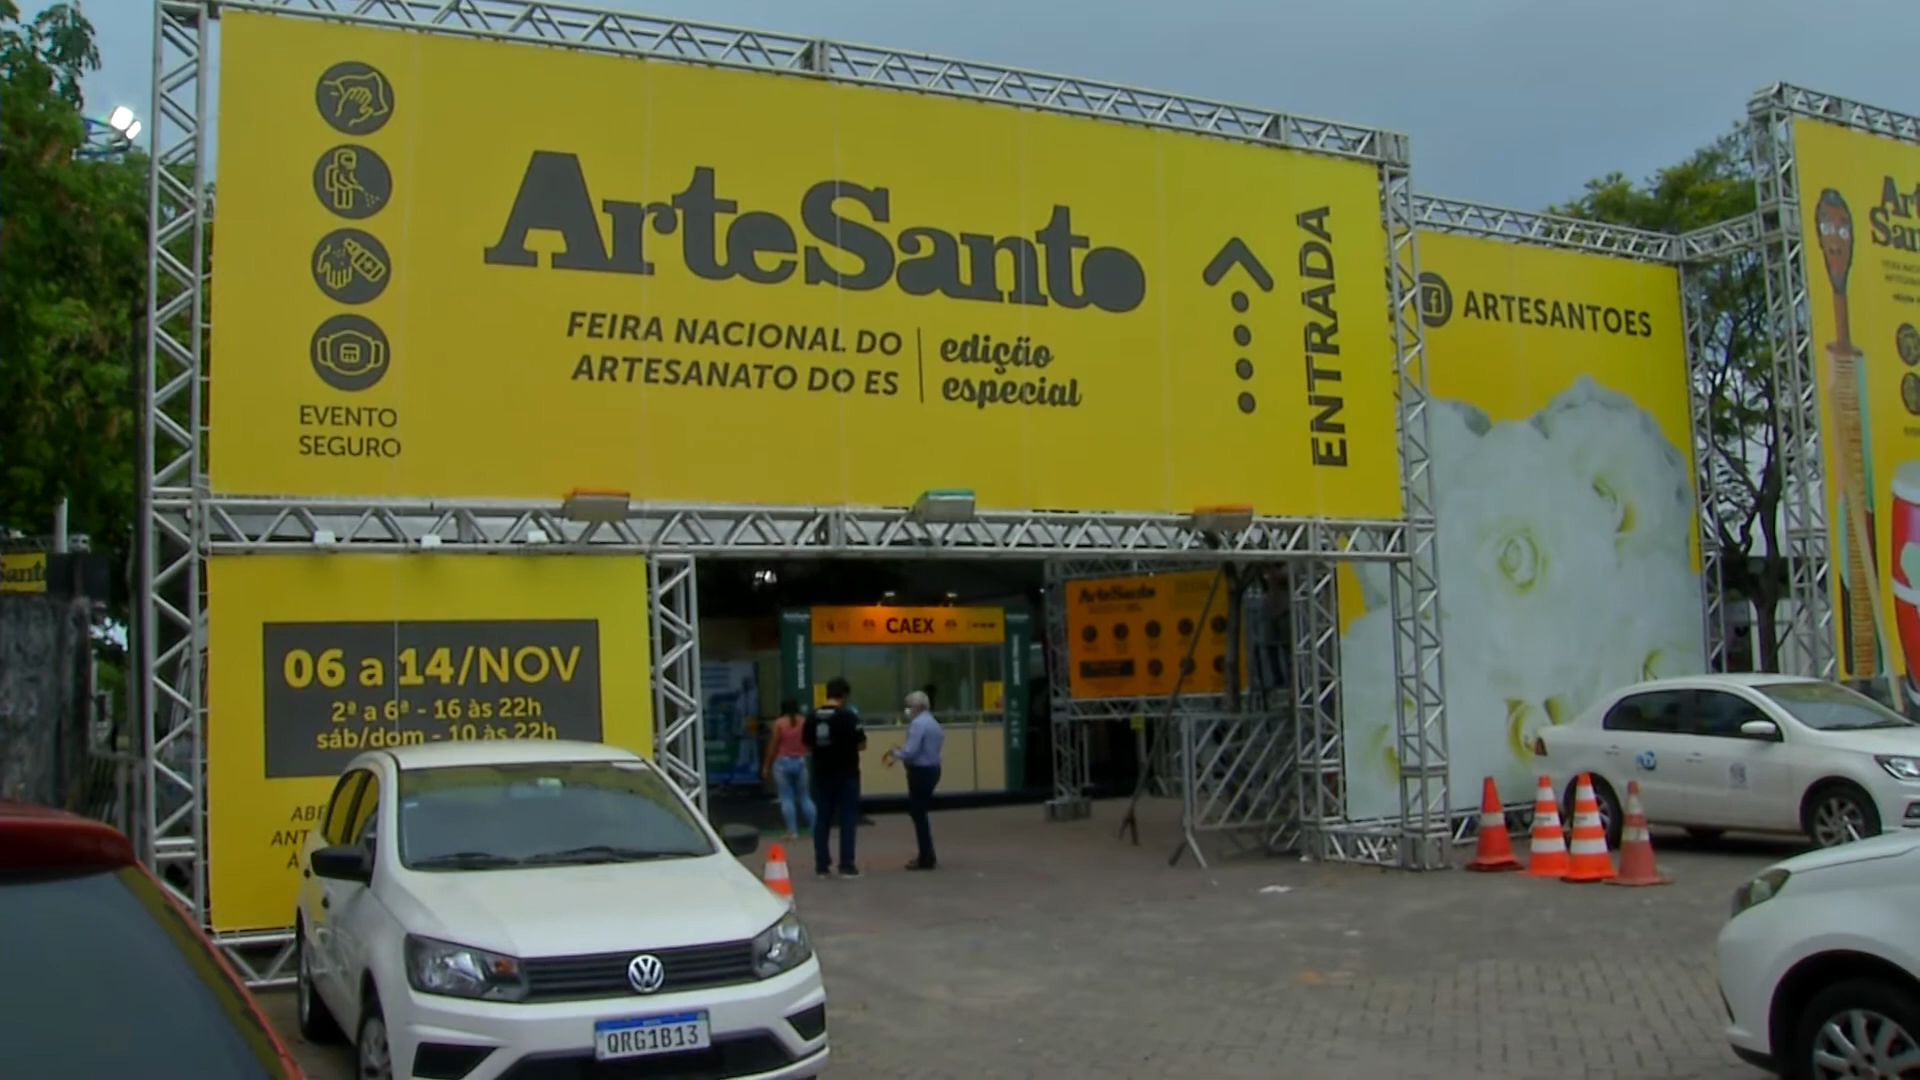 ArteSanto
FEIRA NACIONAL DO
ARTESANATO DO ES
edição
especial
ENTRADA
EVENTO
SEGURO
06 a 14/NOV
2ª a 6ª - 16 às 22h
sáb/dom - 10 às 22h
CAEX
ArteSanto
ARTESANTOES
QRG1B13